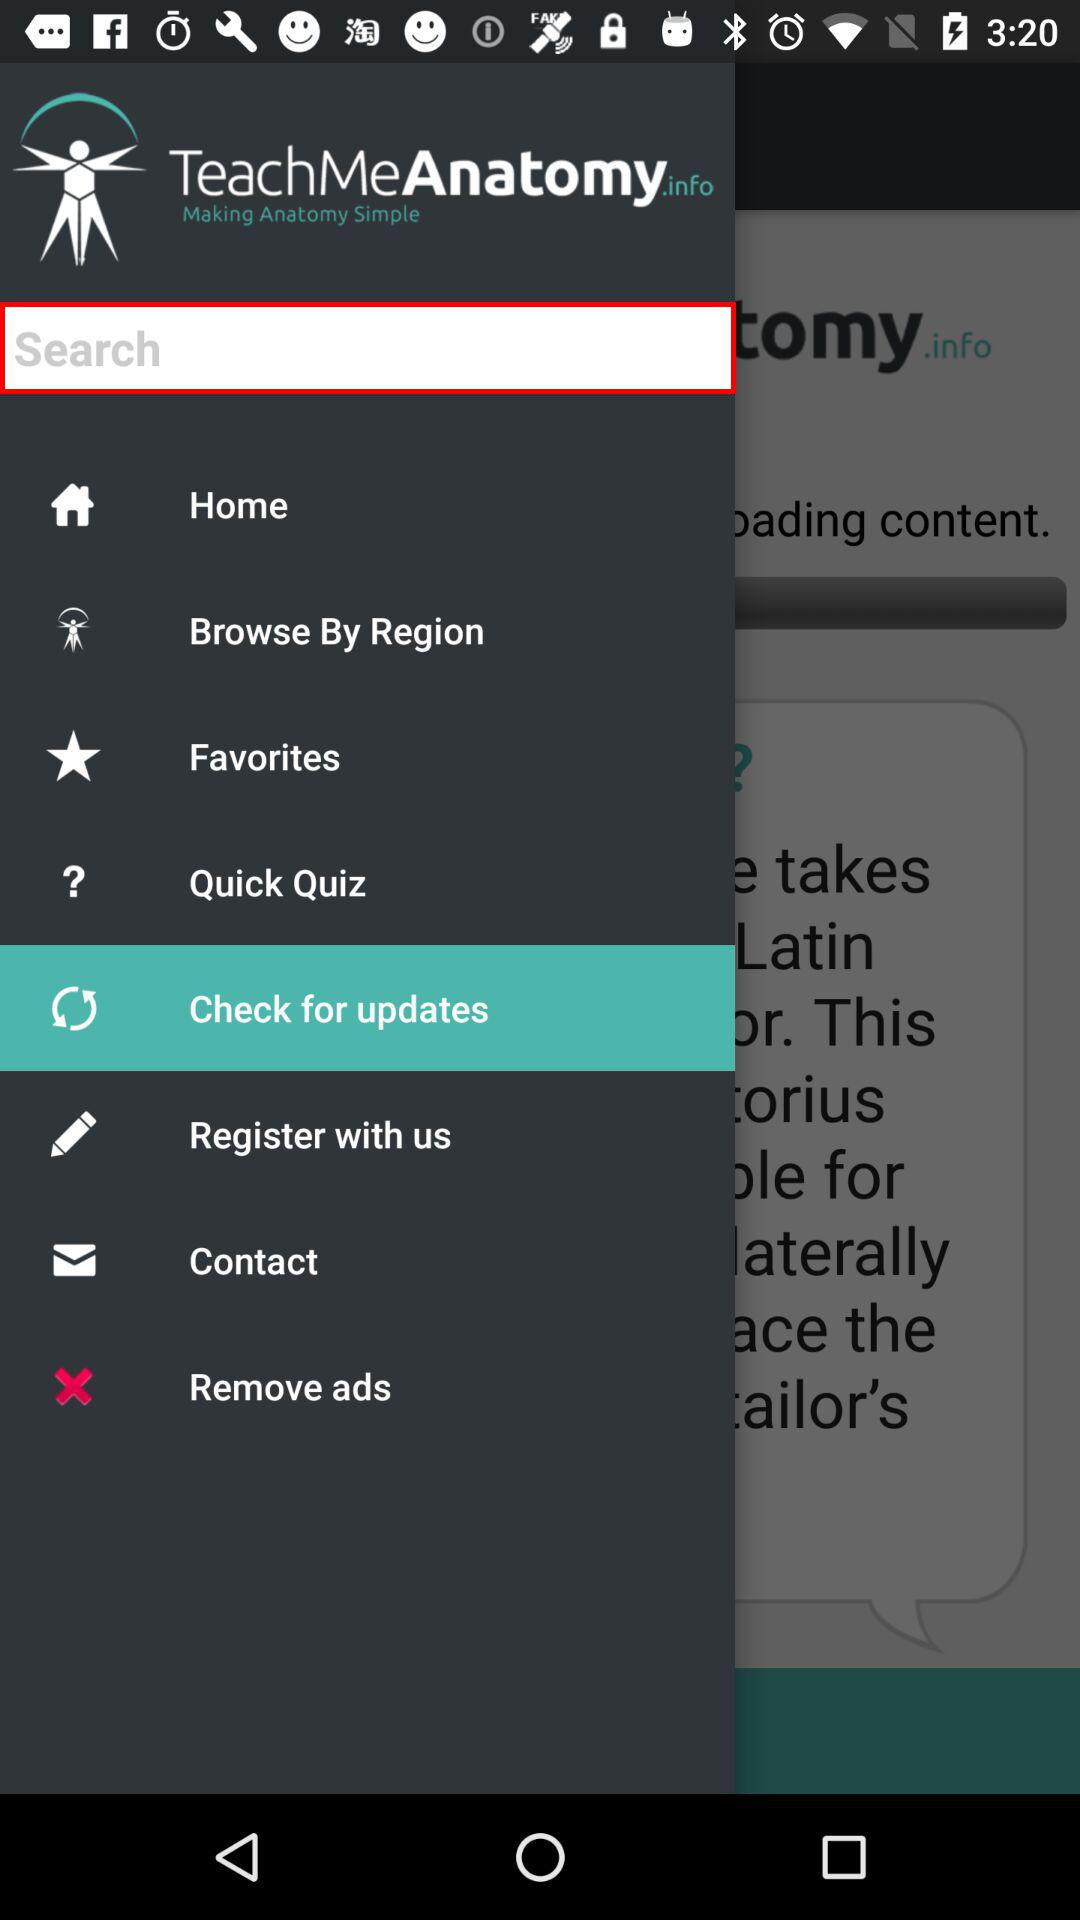 FAKE
淘
3:20
TeachMeAnatomy.info
Making Anatomy Simple
Search
tomy.info
Home
oading content.
Browse By Region
Favorites
?
Quick Quiz
e takes
Latin
Check for updates
or. This
torius
Register with us
ble for
Contact
laterally
ace the
Remove ads
tailor's